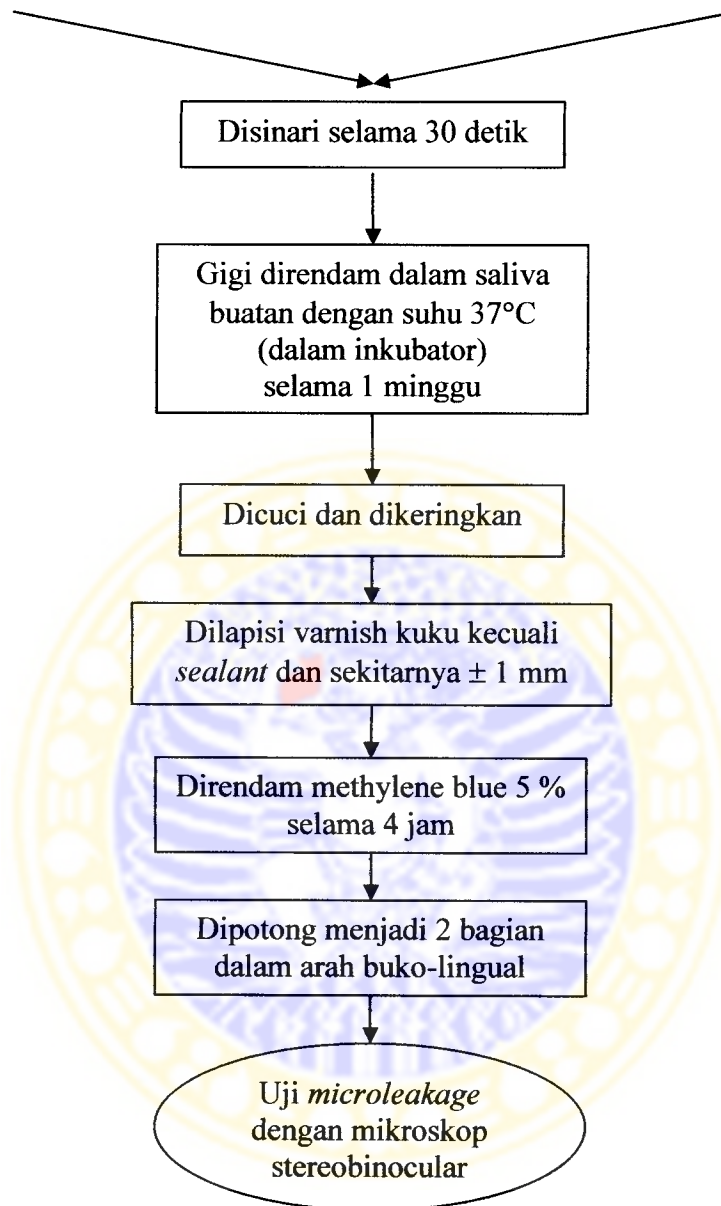 Disinari selama 30 detik
Gigi direndam dalam saliva
buatan dengan suhu 37°C
(dalam inkubator)
selama 1 minggu
Dicuci dan dikeringkan
Dilapisi varnish kuku kecuali
sealant dan sekitarnya ± 1 mm
Direndam methylene blue 5 %
selama 4 jam
Dipotong menjadi 2 bagian
dalam arah buko-lingual
Uji microleakage
dengan mikroskop
stereobinocular